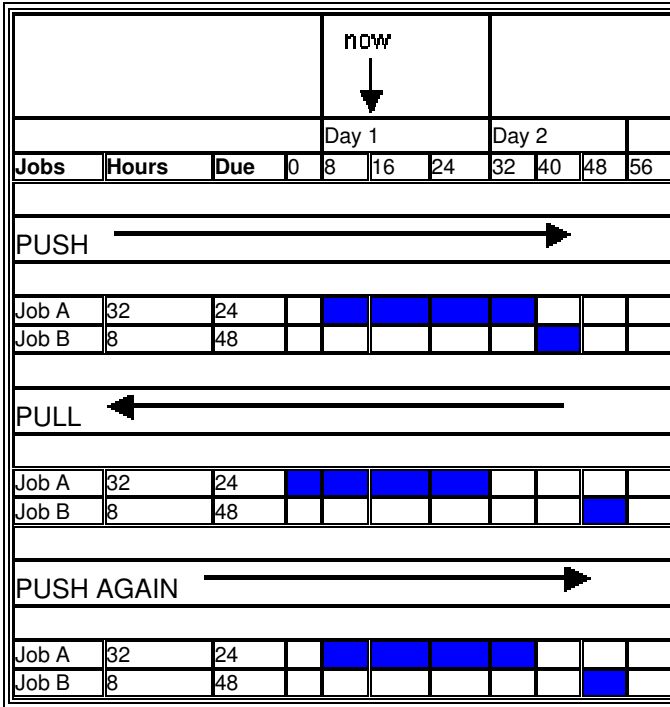 now
Day 1 Day 2
Jobs Hours Due 0 8 16 24 32 40 48 56
PUSH
Job A 32 24
Job B 8 48
PULL
Job A 32 24
Job B 8 48
PUSH AGAIN
Job A 32 24
Job B 8 48